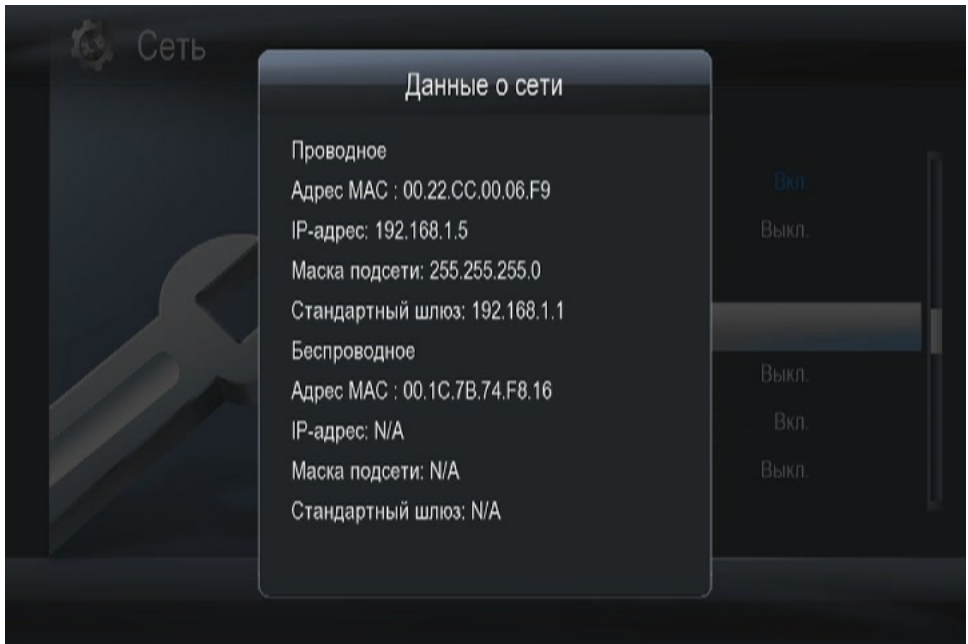 Сеть
Данные о сети
Проводное
Адрес MAC : 00.22.CC.00.06.F9
IP-адрес: 192.168.1.5
Маска подсети: 255.255.255.0
Стандартный шлюз: 192.168.1.1
Беспроводное
Адрес MAC : 00.1C.7B.74.F8.16
IP-адрес: N/A
Маска подсети: N/A
Стандартный шлюз: N/A
Вкл.
Выкл.
Выкл.
Вкл.
Выкл.